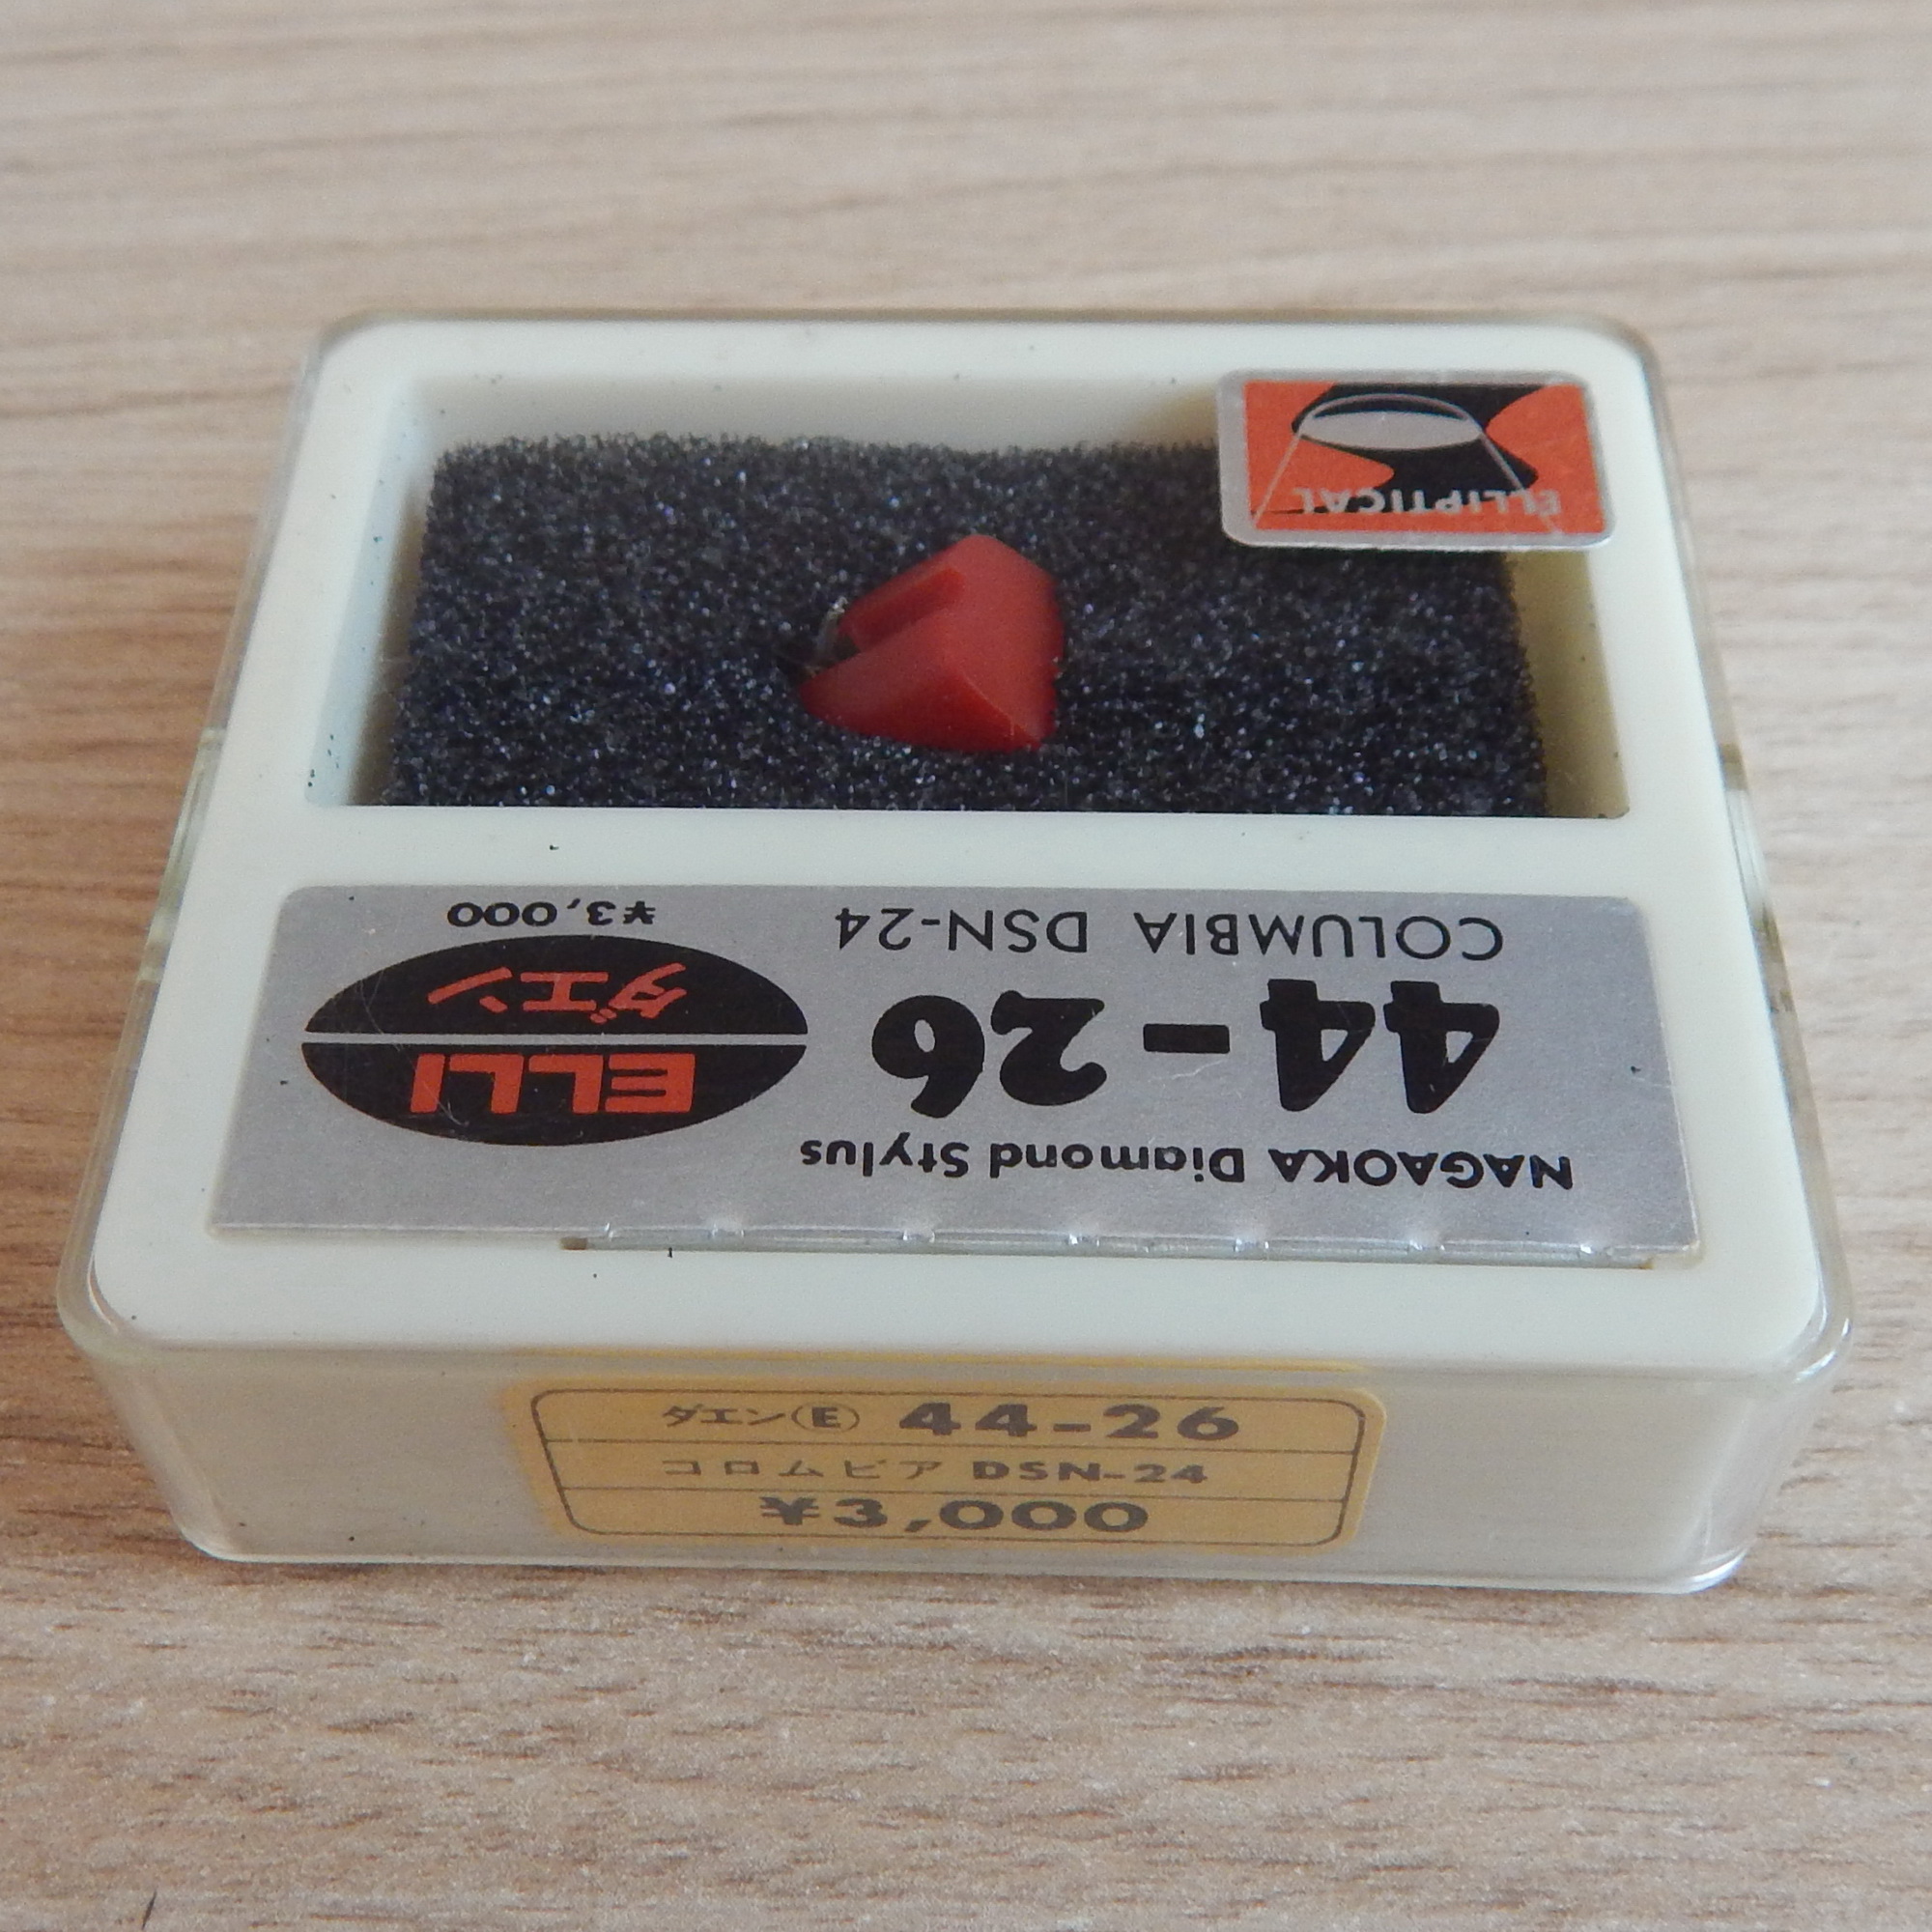 ELLIPTICAL
NAGAOKA Diamond Stylus
44-26
COLUMBIA DSN-24
ELLI
ダエン
¥3,000
ダエン(E) 44-26
コロムビア DSN-24
¥3,000